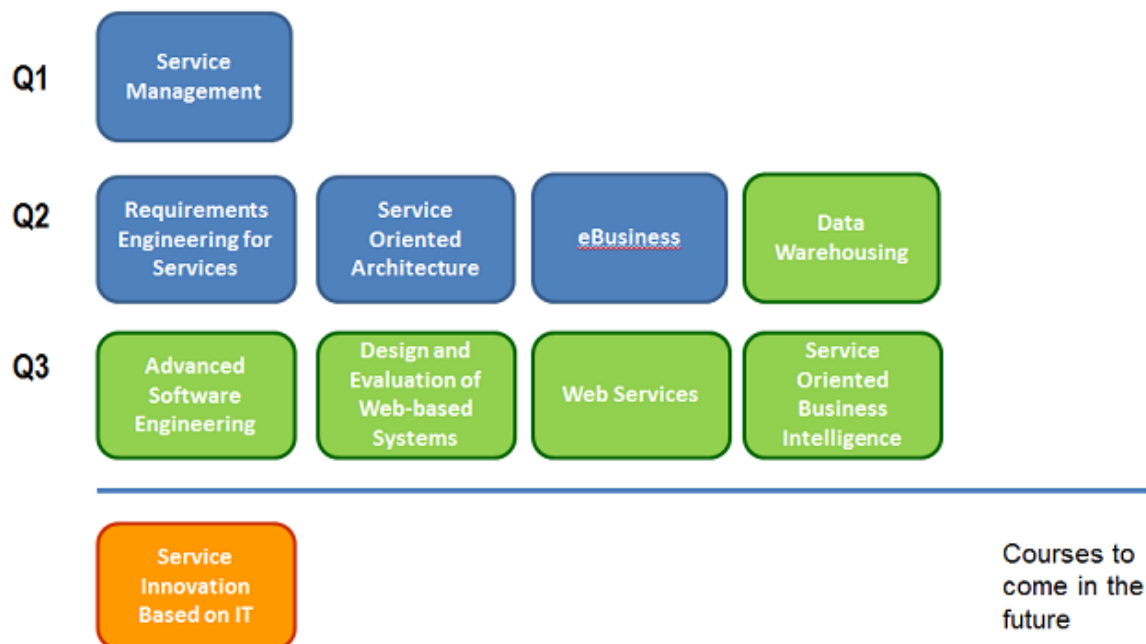 Q1
Service
Management
Q2
Requirements
Engineering for
Services
Service
Oriented
Architecture
eBusiness
Data
Warehousing
Q3
Advanced
Software
Engineering
Design and
Evaluation of
Web-based
Systems
Web Services
Service
Oriented
Business
Intelligence
Service
Innovation
Based on IT
Courses to
come in the
future